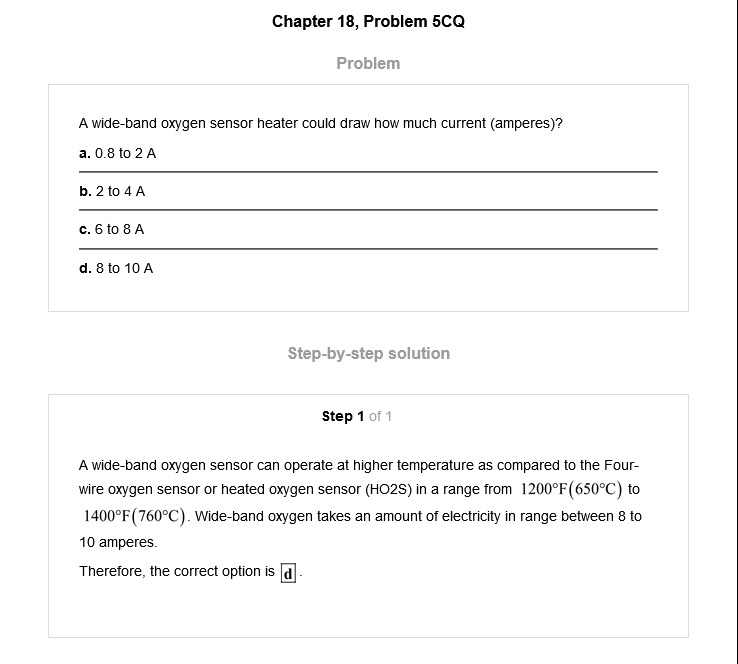 Chapter 18, Problem 5CQ
Problem
A wide-band oxygen sensor heater could draw how much current (amperes)?
a. 0.8 to 2 A
b. 2 to 4 A
c. 6 to 8 A
d. 8 to 10 A
Step-by-step solution
Step 1 of 1
A wide-band oxygen sensor can operate at higher temperature as compared to the Four-
wire oxygen sensor or heated oxygen sensor (HO2S) in a range from 1200°F(650°C) to
1400°F(760°C). Wide-band oxygen takes an amount of electricity in range between 8 to
10 amperes.
Therefore, the correct option is d.